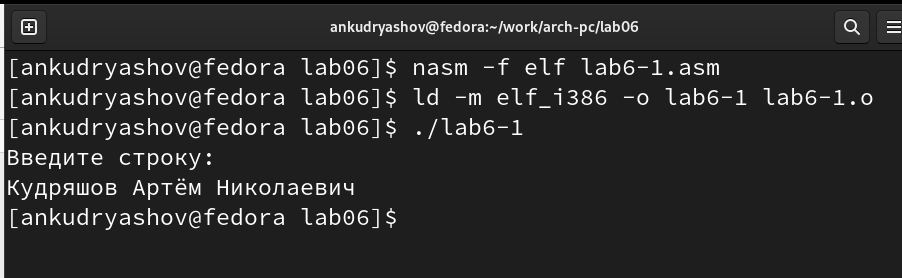 ankudryashov@fedora:~/work/arch-pc/lab06
[ankudryashov@fedora lab06]$ nasm -f elf lab6-1.asm
[ankudryashov@fedora lab06]$ ld -m elf_i386 -o lab6-1 lab6-1.o
[ankudryashov@fedora lab06]$ ./lab6-1
Введите строку:
Кудряшов Артём Николаевич
[ankudryashov@fedora lab06]$